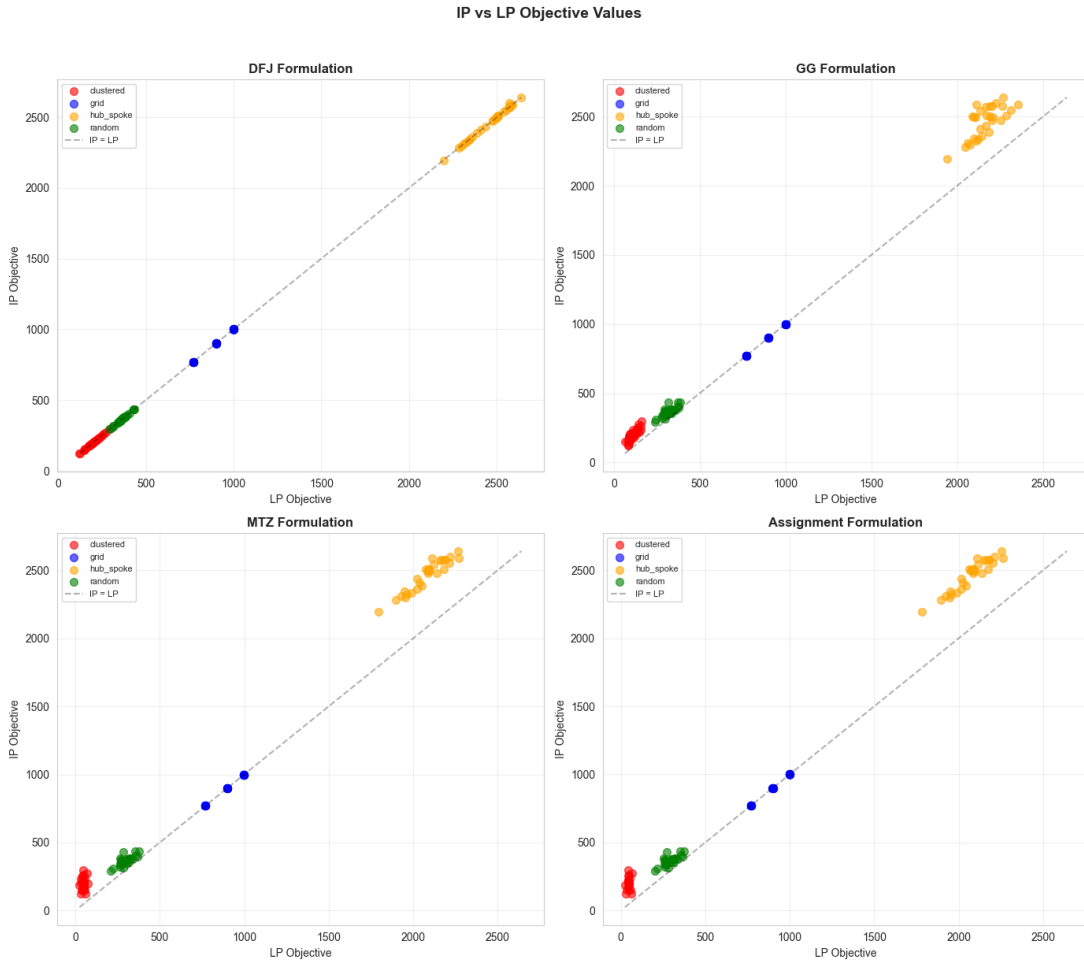 IP vs LP Objective Values
DFJ Formulation
clustered
grid
hub_spoke
random
IP = LP
IP Objective
2500
2000
1500
1000
500
0
0 500 1000 1500 2000 2500
LP Objective
GG Formulation
clustered
grid
hub_spoke
random
IP = LP
IP Objective
2500
2000
1500
1000
500
0
0 500 1000 1500 2000 2500
LP Objective
MTZ Formulation
clustered
grid
hub_spoke
random
IP = LP
IP Objective
2500
2000
1500
1000
500
0
0 500 1000 1500 2000 2500
LP Objective
Assignment Formulation
clustered
grid
hub_spoke
random
IP = LP
IP Objective
2500
2000
1500
1000
500
0
0 500 1000 1500 2000 2500
LP Objective